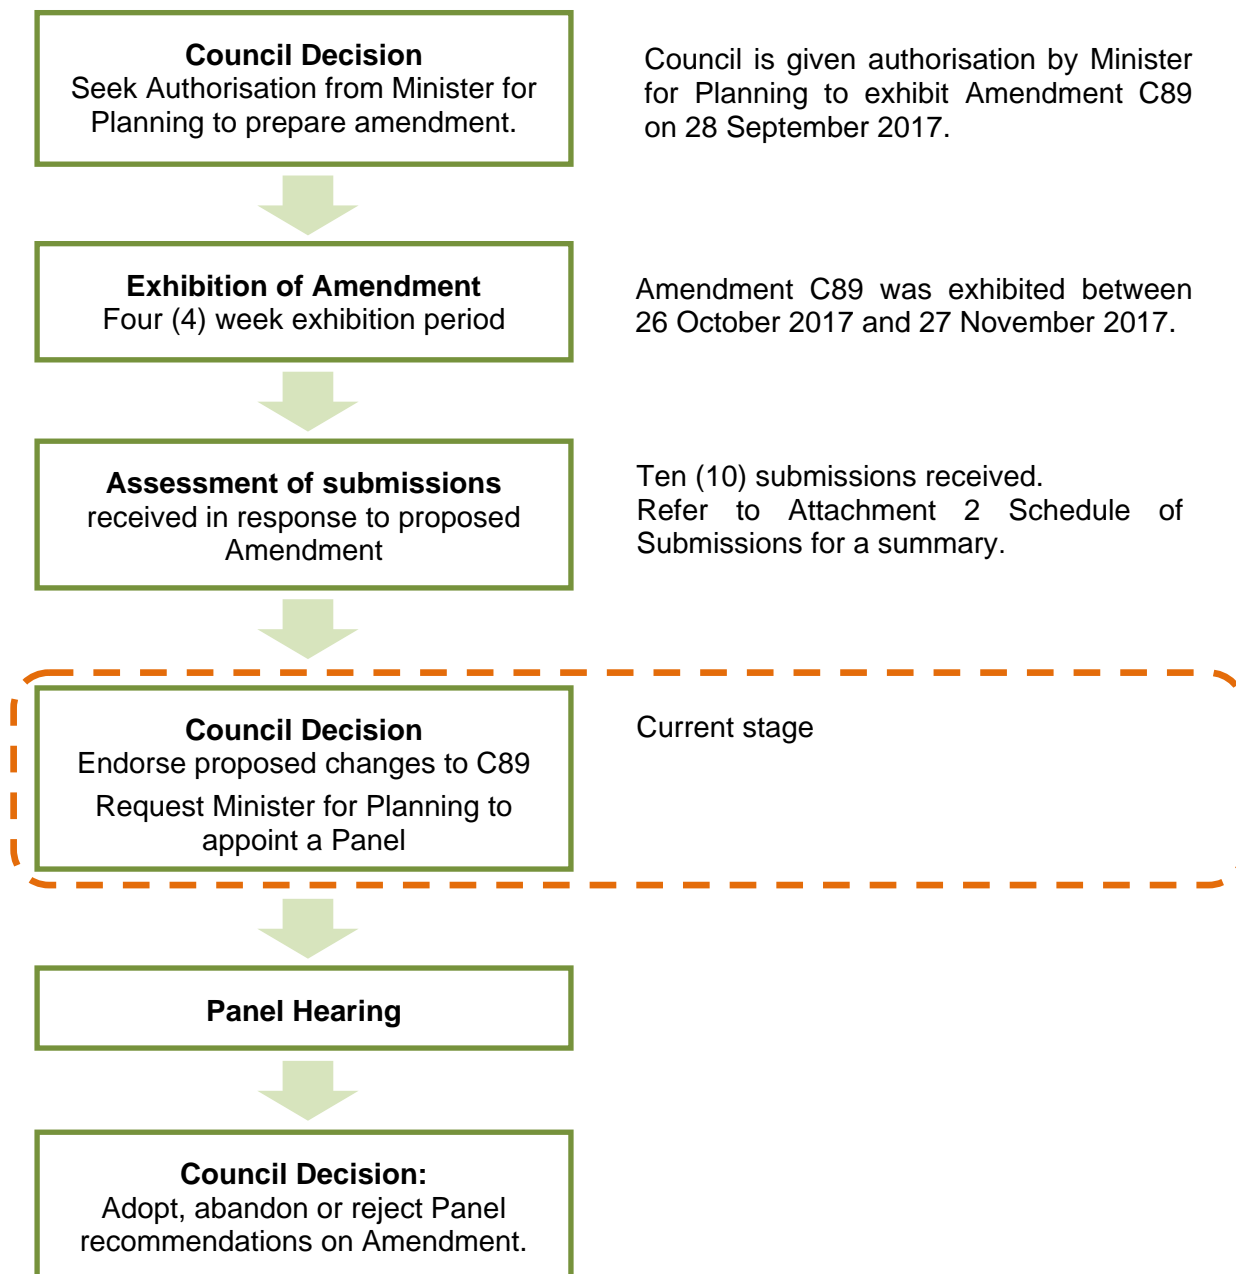 Council Decision
Seek Authorisation from Minister for
Planning to prepare amendment.
Council is given authorisation by Minister
for Planning to exhibit Amendment C89
on 28 September 2017.
Exhibition of Amendment
Four (4) week exhibition period
Amendment C89 was exhibited between
26 October 2017 and 27 November 2017.
Assessment of submissions
received in response to proposed
Amendment
Ten (10) submissions received.
Refer to Attachment 2 Schedule of
Submissions for a summary.
Council Decision
Endorse proposed changes to C89
Request Minister for Planning to
appoint a Panel
Current stage
Panel Hearing
Council Decision:
Adopt, abandon or reject Panel
recommendations on Amendment.